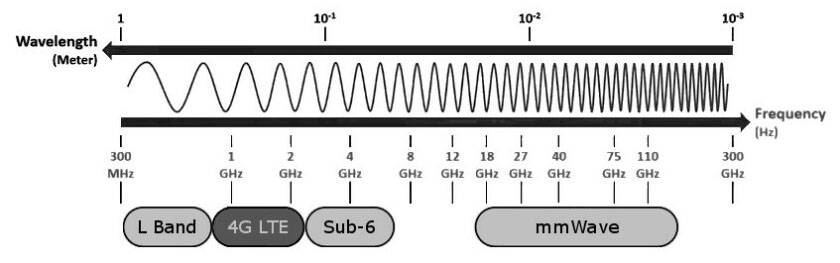 1 10-1 10-2 10-3
Wavelength
(Meter)
Frequency
(Hz)
300 1 2 4 8 12 18 27 40 75 110 300
MHz GHz GHz GHz GHz GHz GHz GHz GHz GHz GHz GHz
L Band 4G LTE Sub-6 mmWave